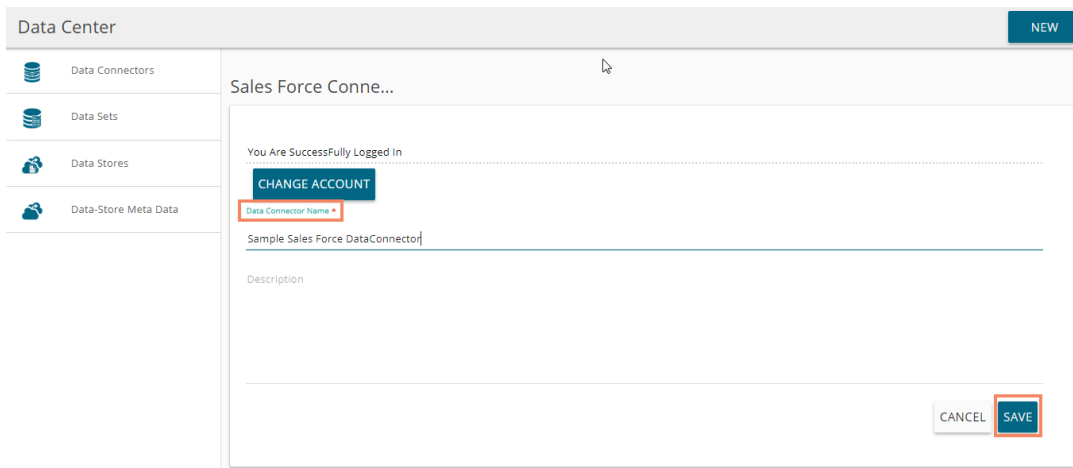 Data Center
NEW
Data Connectors
Data Sets
Data Stores
Data-Store Meta Data
Sales Force Conne...
You Are SuccessFully Logged In
CHANGE ACCOUNT
Data Connector Name *
Sample Sales Force DataConnector
Description
CANCEL
SAVE